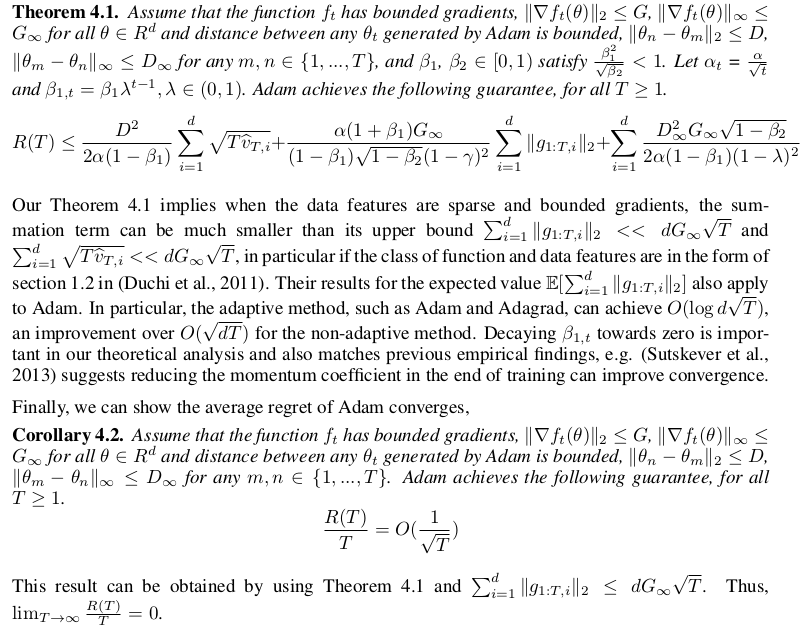 Theorem 4.1. Assume that the function $f_t$ has bounded gradients, $\|\nabla f_t(\theta)\|_2 \leq G$, $\|\nabla f_t(\theta)\|_\infty \leq$
$G_\infty$ for all $\theta \in R^d$ and distance between any $\theta_t$ generated by Adam is bounded, $\|\theta_n - \theta_m\|_2 \leq D$,
$\|\theta_m - \theta_n\|_\infty \leq D_\infty$ for any $m, n \in \{1, ..., T\}$, and $\beta_1, \beta_2 \in [0, 1)$ satisfy $\frac{\beta_1^2}{\sqrt{\beta_2}} < 1$. Let $\alpha_t = \frac{\alpha}{\sqrt{t}}$
and $\beta_{1,t} = \beta_1 \lambda^{t-1}, \lambda \in (0, 1)$. Adam achieves the following guarantee, for all $T \geq 1$.
$R(T) \leq \frac{D^2}{2\alpha(1-\beta_1)} \sum_{i=1}^d \sqrt{T\widehat{v}_{T,i}} + \frac{\alpha(1+\beta_1)G_\infty}{(1-\beta_1)\sqrt{1-\beta_2}(1-\gamma)^2} \sum_{i=1}^d \|g_{1:T,i}\|_2 + \sum_{i=1}^d \frac{D_\infty^2 G_\infty \sqrt{1-\beta_2}}{2\alpha(1-\beta_1)(1-\lambda)^2}$
Our Theorem 4.1 implies when the data features are sparse and bounded gradients, the sum-
mation term can be much smaller than its upper bound $\sum_{i=1}^d \|g_{1:T,i}\|_2 << dG_\infty\sqrt{T}$ and
$\sum_{i=1}^d \sqrt{T\widehat{v}_{T,i}} << dG_\infty\sqrt{T}$, in particular if the class of function and data features are in the form of
section 1.2 in (Duchi et al., 2011). Their results for the expected value $\mathbb{E}[\sum_{i=1}^d \|g_{1:T,i}\|_2]$ also apply
to Adam. In particular, the adaptive method, such as Adam and Adagrad, can achieve $O(\log d\sqrt{T})$,
an improvement over $O(\sqrt{dT})$ for the non-adaptive method. Decaying $\beta_{1,t}$ towards zero is impor-
tant in our theoretical analysis and also matches previous empirical findings, e.g. (Sutskever et al.,
2013) suggests reducing the momentum coefficient in the end of training can improve convergence.
Finally, we can show the average regret of Adam converges,
Corollary 4.2. Assume that the function $f_t$ has bounded gradients, $\|\nabla f_t(\theta)\|_2 \leq G$, $\|\nabla f_t(\theta)\|_\infty \leq$
$G_\infty$ for all $\theta \in R^d$ and distance between any $\theta_t$ generated by Adam is bounded, $\|\theta_n - \theta_m\|_2 \leq D$,
$\|\theta_m - \theta_n\|_\infty \leq D_\infty$ for any $m, n \in \{1, ..., T\}$. Adam achieves the following guarantee, for all
$T \geq 1$.
$\frac{R(T)}{T} = O(\frac{1}{\sqrt{T}})$
This result can be obtained by using Theorem 4.1 and $\sum_{i=1}^d \|g_{1:T,i}\|_2 \leq dG_\infty\sqrt{T}$. Thus,
$\lim_{T\to\infty} \frac{R(T)}{T} = 0$.